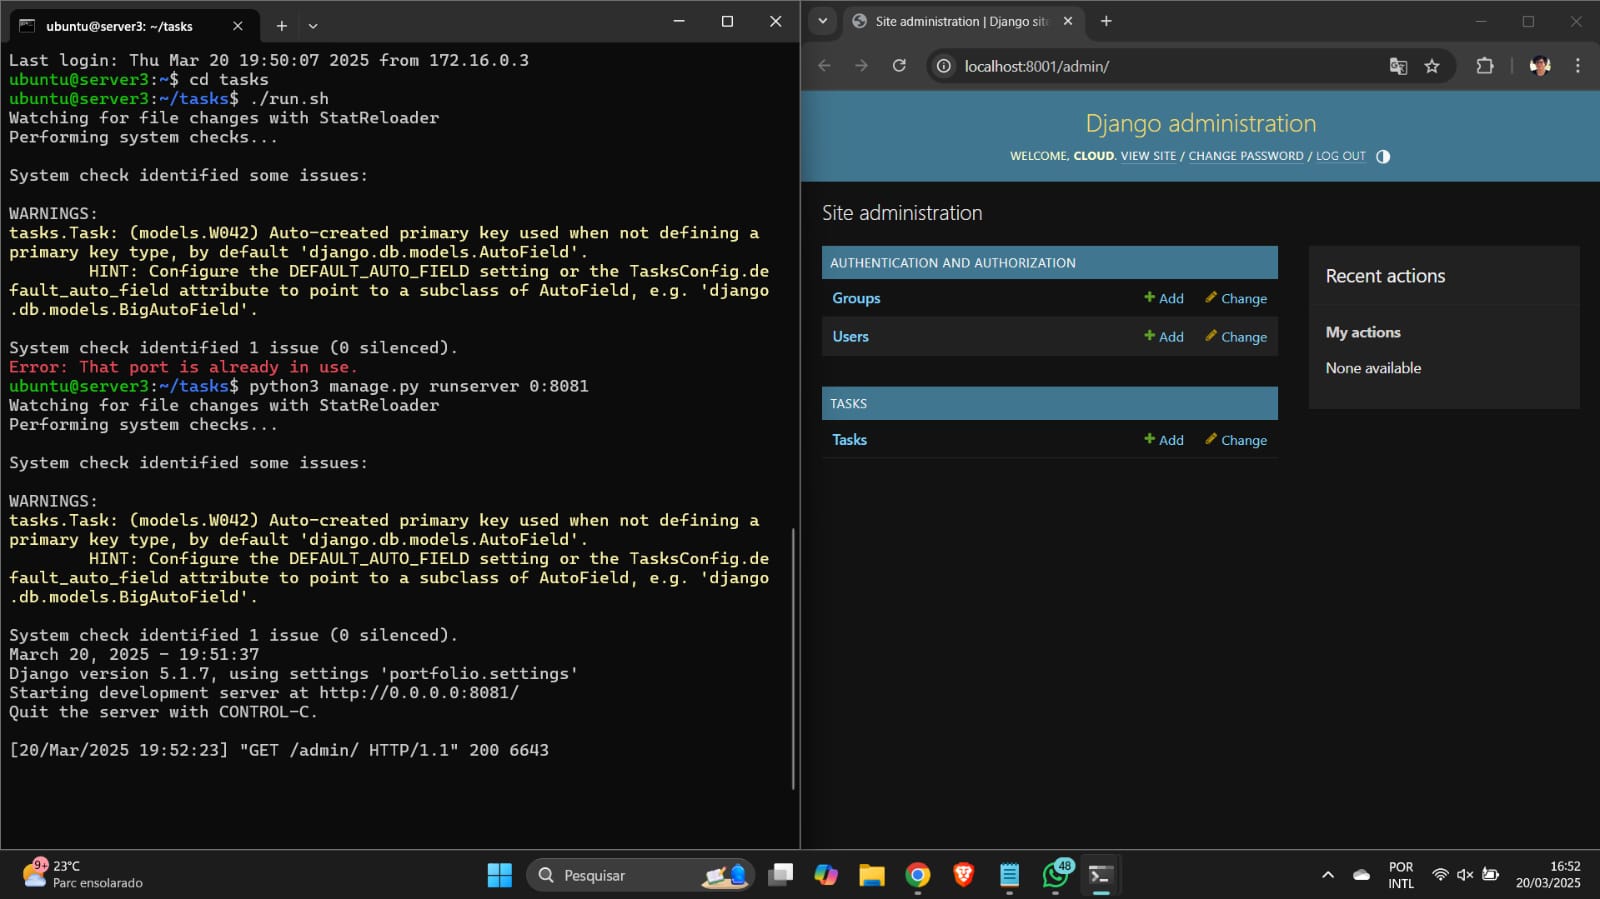 ubuntu@server3: ~/tasks
Last login: Thu Mar 20 19:50:07 2025 from 172.16.0.3
ubuntu@server3:~$ cd tasks
ubuntu@server3:~/tasks$ ./run.sh
Watching for file changes with StatReloader
Performing system checks...
System check identified some issues:
WARNINGS:
tasks.Task: (models.W042) Auto-created primary key used when not defining a
primary key type, by default 'django.db.models.AutoField'.
HINT: Configure the DEFAULT_AUTO_FIELD setting or the TasksConfig.de
fault_auto_field attribute to point to a subclass of AutoField, e.g. 'django
.db.models.BigAutoField'.
System check identified 1 issue (0 silenced).
Error: That port is already in use.
ubuntu@server3:~/tasks$ python3 manage.py runserver 0:8081
Watching for file changes with StatReloader
Performing system checks...
System check identified some issues:
WARNINGS:
tasks.Task: (models.W042) Auto-created primary key used when not defining a
primary key type, by default 'django.db.models.AutoField'.
HINT: Configure the DEFAULT_AUTO_FIELD setting or the TasksConfig.de
fault_auto_field attribute to point to a subclass of AutoField, e.g. 'django
.db.models.BigAutoField'.
System check identified 1 issue (0 silenced).
March 20, 2025 - 19:51:37
Django version 5.1.7, using settings 'portfolio.settings'
Starting development server at http://0.0.0.0:8081/
Quit the server with CONTROL-C.
[20/Mar/2025 19:52:23] "GET /admin/ HTTP/1.1" 200 6643
Site administration | Django site
localhost:8001/admin/
Django administration
WELCOME, CLOUD. VIEW SITE / CHANGE PASSWORD / LOG OUT
Site administration
AUTHENTICATION AND AUTHORIZATION
Groups Add Change
Users Add Change
TASKS
Tasks Add Change
Recent actions
My actions
None available
9+
23°C
Parc ensolarado
Pesquisar
48
POR
INTL
16:52
20/03/2025